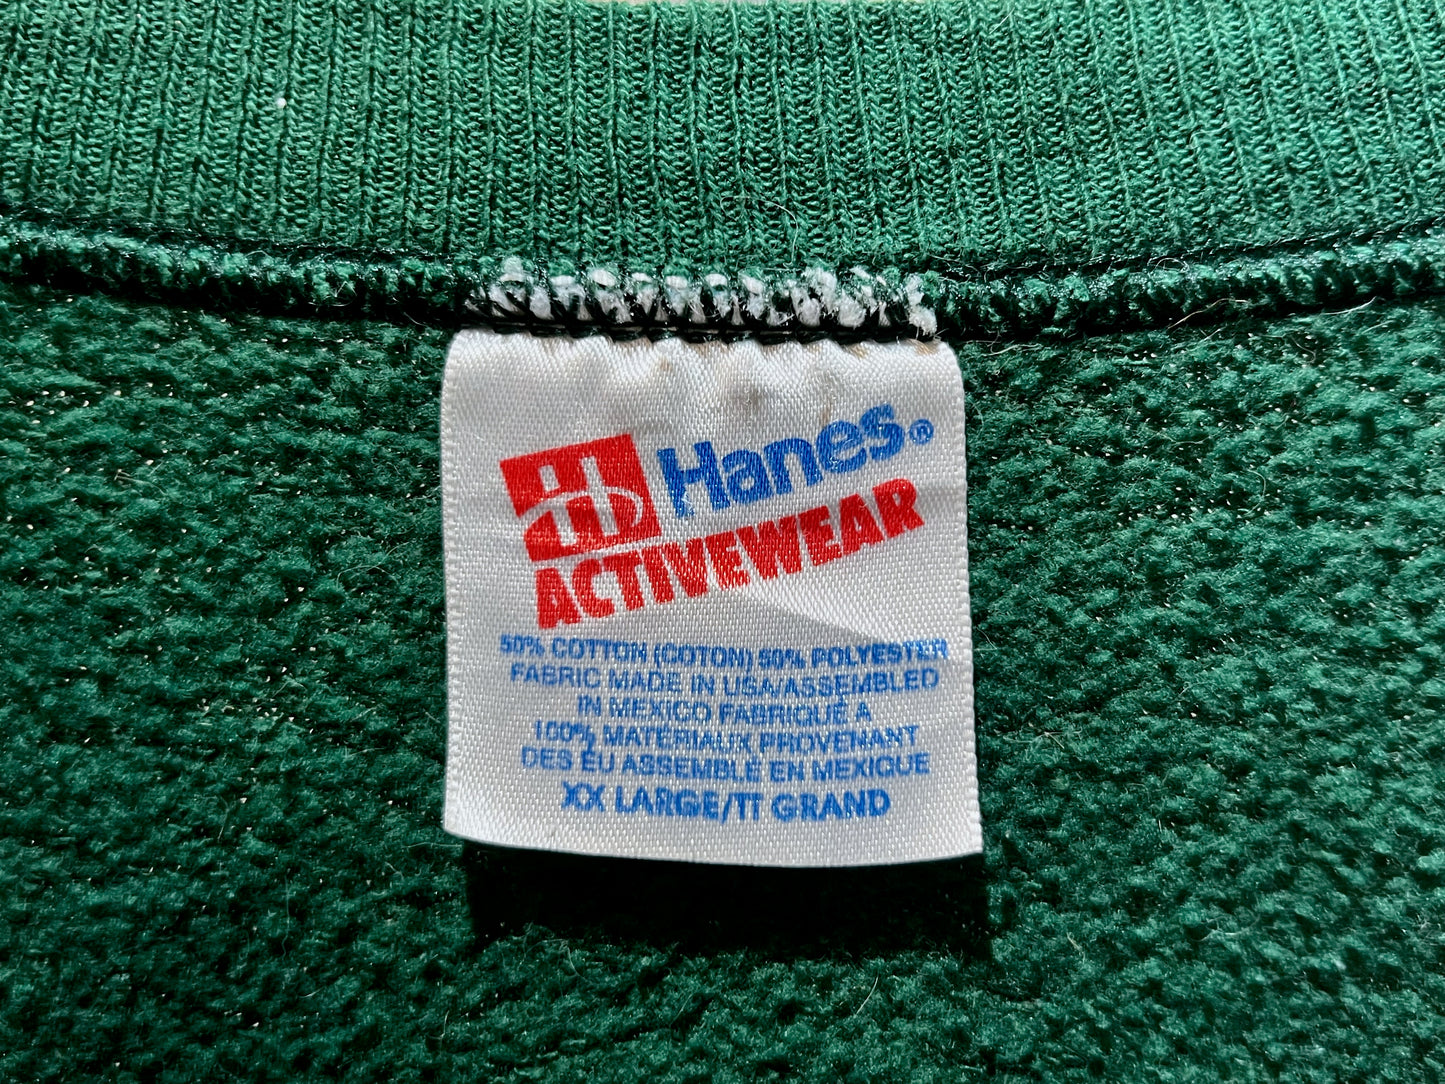 Hanes®
ACTIVEWEAR
50% COTTON (COTON) 50% POLYESTER
FABRIC MADE IN USA/ASSEMBLED
IN MEXICO FABRIQUÉ À
100% MATÉRIAUX PROVENANT
DES ÉU ASSEMBLÉ EN MEXIQUE
XX LARGE/TT GRAND